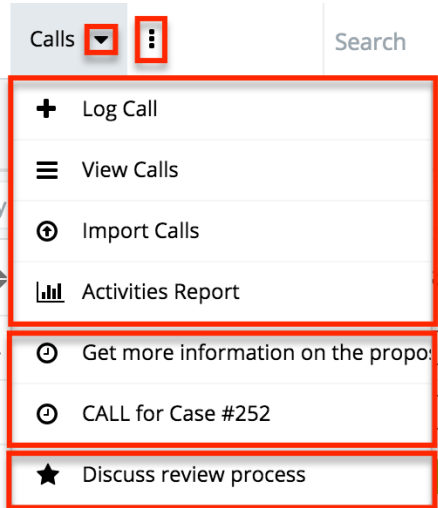 Calls
Search
Log Call
View Calls
Import Calls
Activities Report
Get more information on the propo
CALL for Case #252
Discuss review process